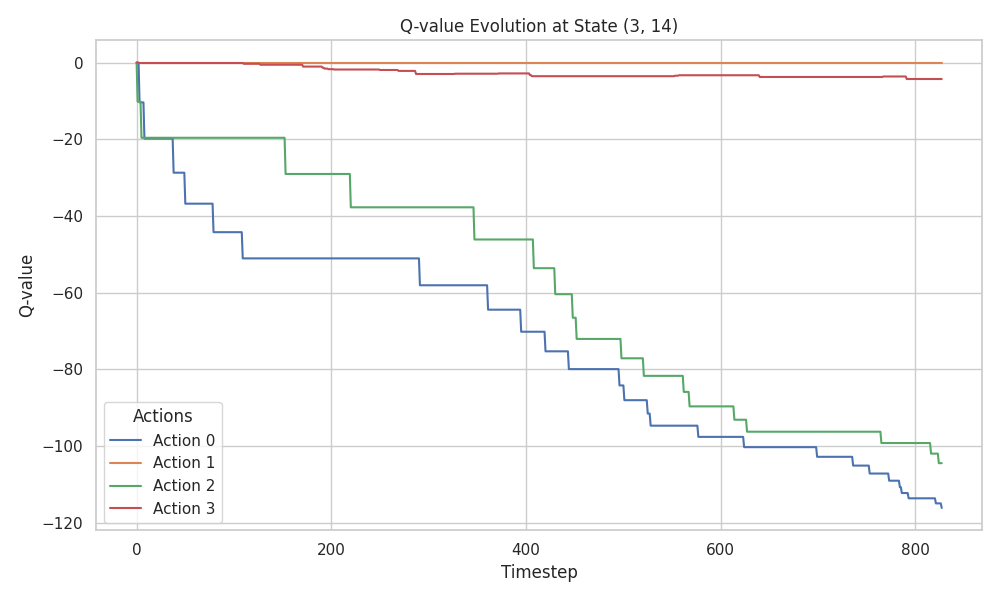 Q-value Evolution at State (3, 14)
0
−20
−40
−60
−80
−100
−120
Q-value
Actions
Action 0
Action 1
Action 2
Action 3
0
200
400
600
800
Timestep